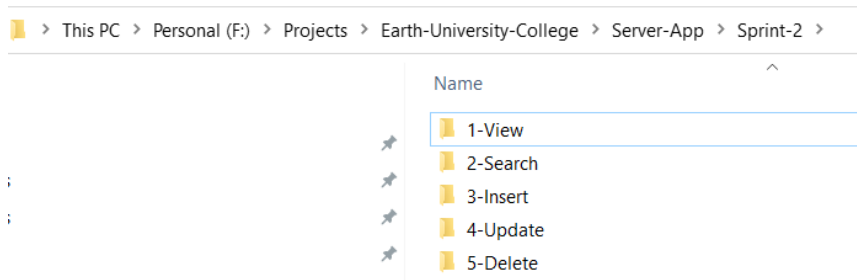 > This PC > Personal (F:) > Projects > Earth-University-College > Server-App > Sprint-2 >
Name
1-View
2-Search
3-Insert
4-Update
5-Delete